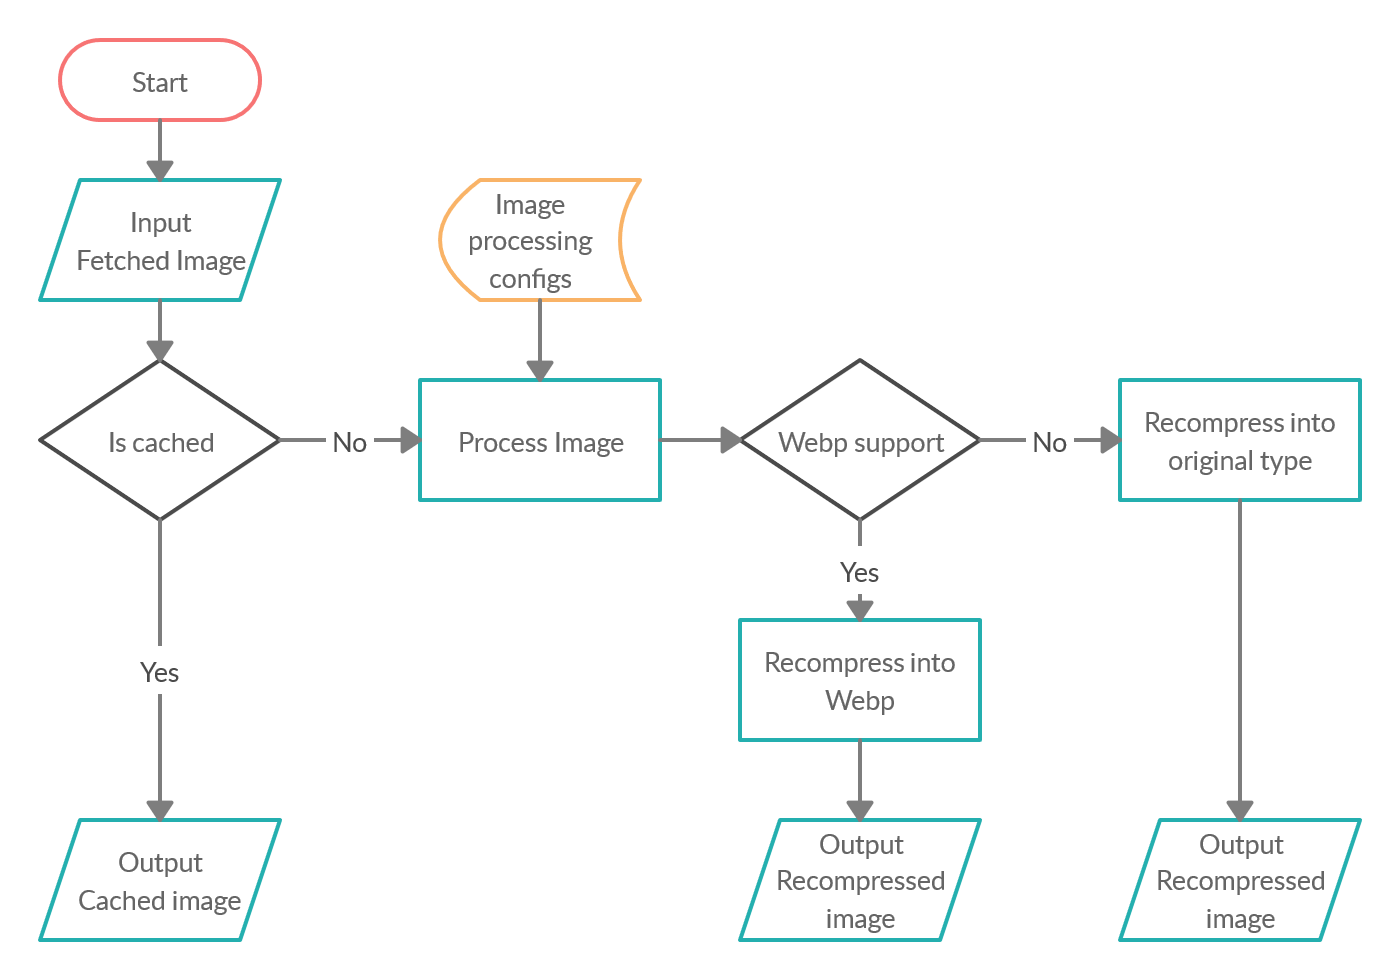 Start
Input
Fetched Image
Image
processing
configs
Is cached
No
Process Image
Webp support
No
Recompress into
original type
Yes
Recompress into
Webp
Yes
Output
Cached image
Output
Recompressed
image
Output
Recompressed
image